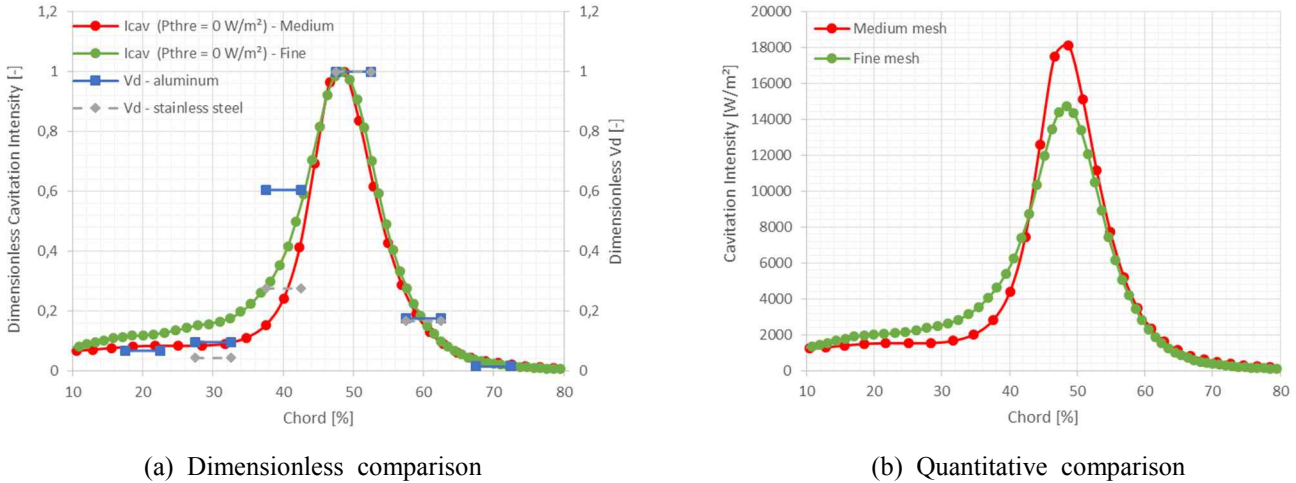 1,2
1
0,8
0,6
0,4
0,2
0
Dimensionless Cavitation Intensity [-]
Icav (Pthre = 0 W/m²) - Medium
Icav (Pthre = 0 W/m²) - Fine
Vd - aluminum
Vd - stainless steel
1,2
1
0,8
0,6
0,4
0,2
0
Dimensionless Vd [-]
10 20 30 40 50 60 70 80
Chord [%]
(a) Dimensionless comparison
20000
18000
16000
14000
12000
10000
8000
6000
4000
2000
0
Cavitation Intensity [W/m²]
Medium mesh
Fine mesh
10 20 30 40 50 60 70 80
Chord [%]
(b) Quantitative comparison